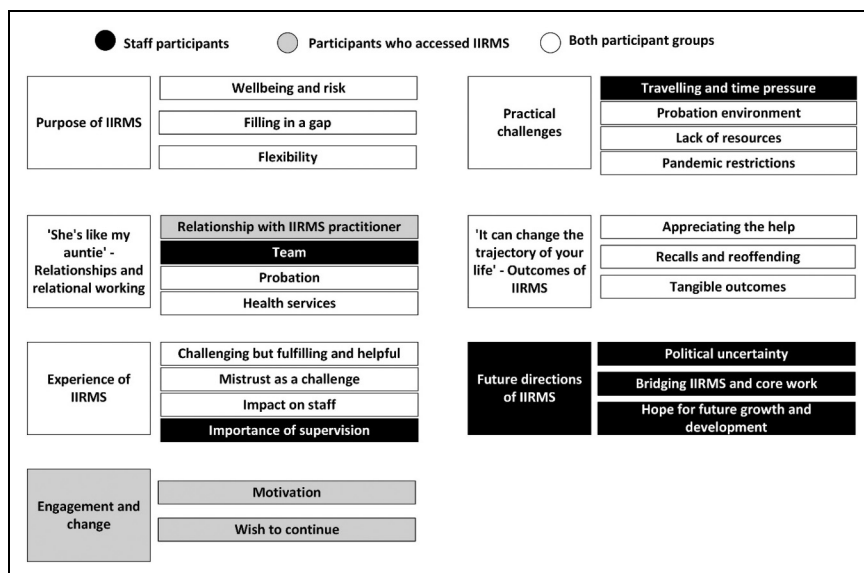 Staff participants
Participants who accessed IIRMS
Both participant groups
Purpose of IIRMS
Wellbeing and risk
Filling in a gap
Flexibility
Practical
challenges
Travelling and time pressure
Probation environment
Lack of resources
Pandemic restrictions
'She's like my
auntie' -
Relationships and
relational working
Relationship with IIRMS practitioner
Team
Probation
Health services
'It can change the
trajectory of your
life' - Outcomes of
IIRMS
Appreciating the help
Recalls and reoffending
Tangible outcomes
Experience of
IIRMS
Challenging but fulfilling and helpful
Mistrust as a challenge
Impact on staff
Importance of supervision
Future directions
of IIRMS
Political uncertainty
Bridging IIRMS and core work
Hope for future growth and
development
Engagement and
change
Motivation
Wish to continue